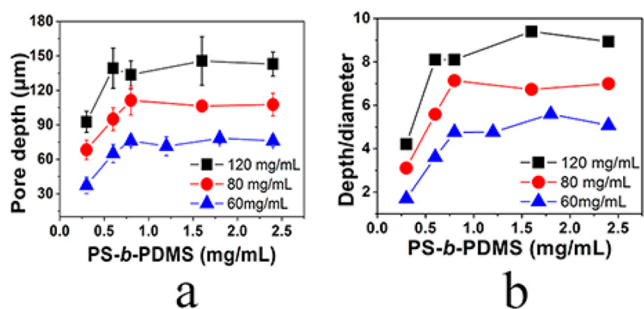 180
150
120
90
60
30
Pore depth (μm)
120 mg/mL
80 mg/mL
60mg/mL
0.0 0.5 1.0 1.5 2.0 2.5
PS-b-PDMS (mg/mL)
a
10
8
6
4
2
Depth/diameter
120 mg/mL
80 mg/mL
60mg/mL
0.0 0.5 1.0 1.5 2.0 2.5
PS-b-PDMS (mg/mL)
b